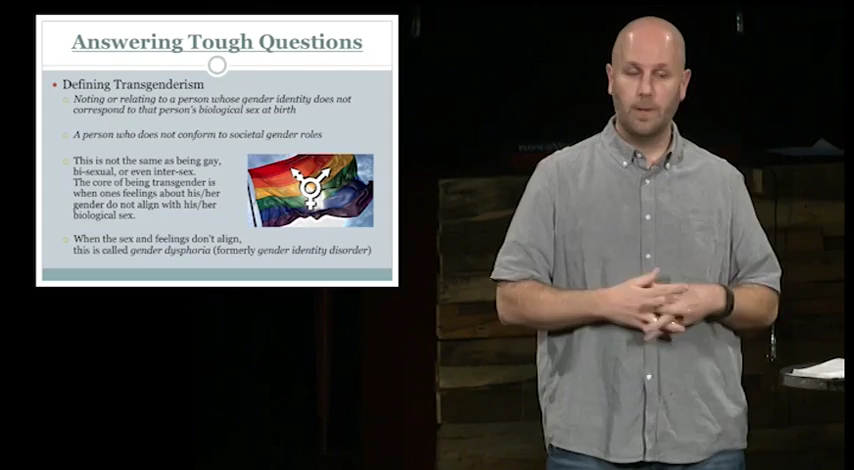 Answering Tough Questions
Defining Transgenderism
Noting or relating to a person whose gender identity does not
correspond to that person's biological sex at birth
A person who does not conform to societal gender roles
This is not the same as being gay,
bi-sexual, or even inter-sex.
The core of being transgender is
when ones feelings about his/her
gender do not align with his/her
biological sex.
When the sex and feelings don't align,
this is called gender dysphoria (formerly gender identity disorder)